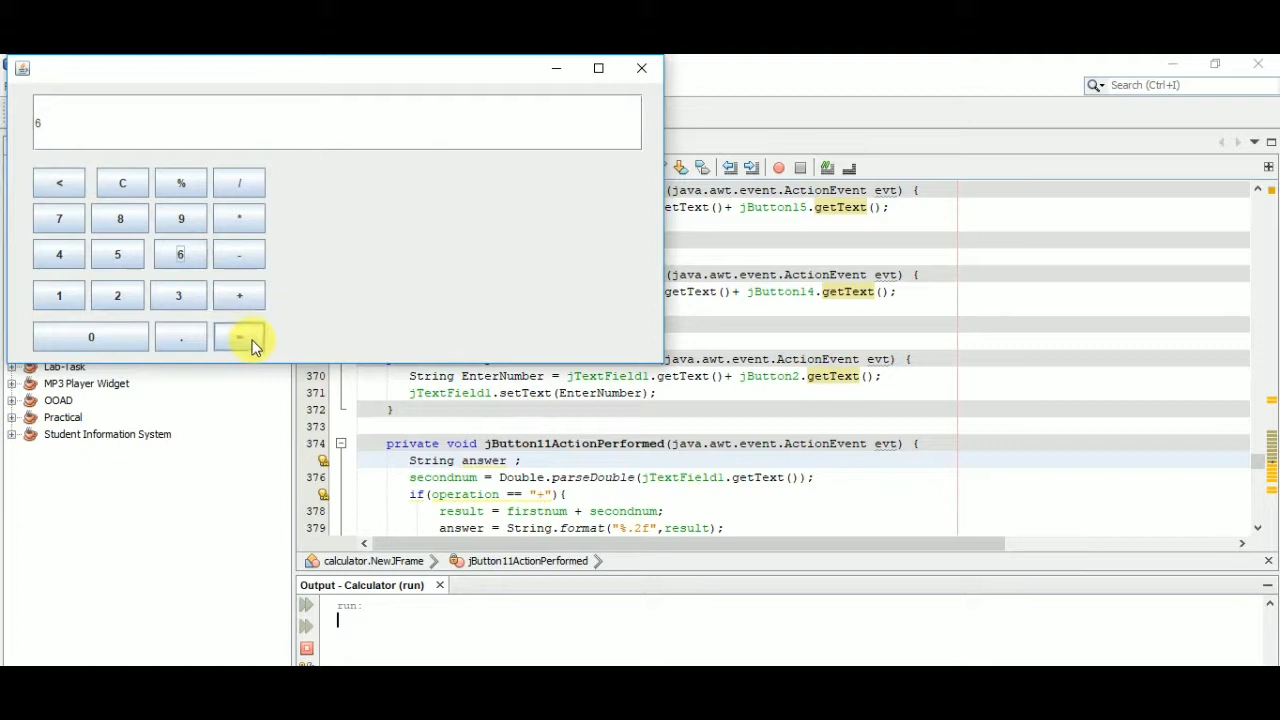 Search (Ctrl+I)
6
< C % /
7 8 9 *
4 5 6 -
1 2 3 +
0 . =
(java.awt.event.ActionEvent evt) {
etText()+ jButton15.getText();
(java.awt.event.ActionEvent evt) {
etText()+ jButton14.getText();
(java.awt.event.ActionEvent evt) {
370 String EnterNumber = jTextField1.getText()+ jButton2.getText();
371 jTextField1.setText(EnterNumber);
372 }
373
374 private void jButton11ActionPerformed(java.awt.event.ActionEvent evt) {
String answer ;
376 secondnum = Double.parseDouble(jTextField1.getText());
if(operation == "+"){
378 result = firstnum + secondnum;
379 answer = String.format("%.2f",result);
Lab-Task
MP3 Player Widget
OOAD
Practical
Student Information System
calculator.NewJFrame jButton11ActionPerformed
Output - Calculator (run)
run: